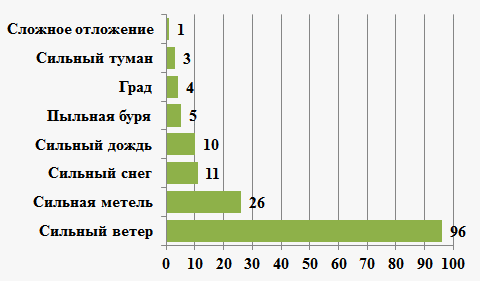 Сложное отложение 1
Сильный туман 3
Град 4
Пыльная буря 5
Сильный дождь 10
Сильный снег 11
Сильная метель 26
Сильный ветер 96
0 10 20 30 40 50 60 70 80 90 100